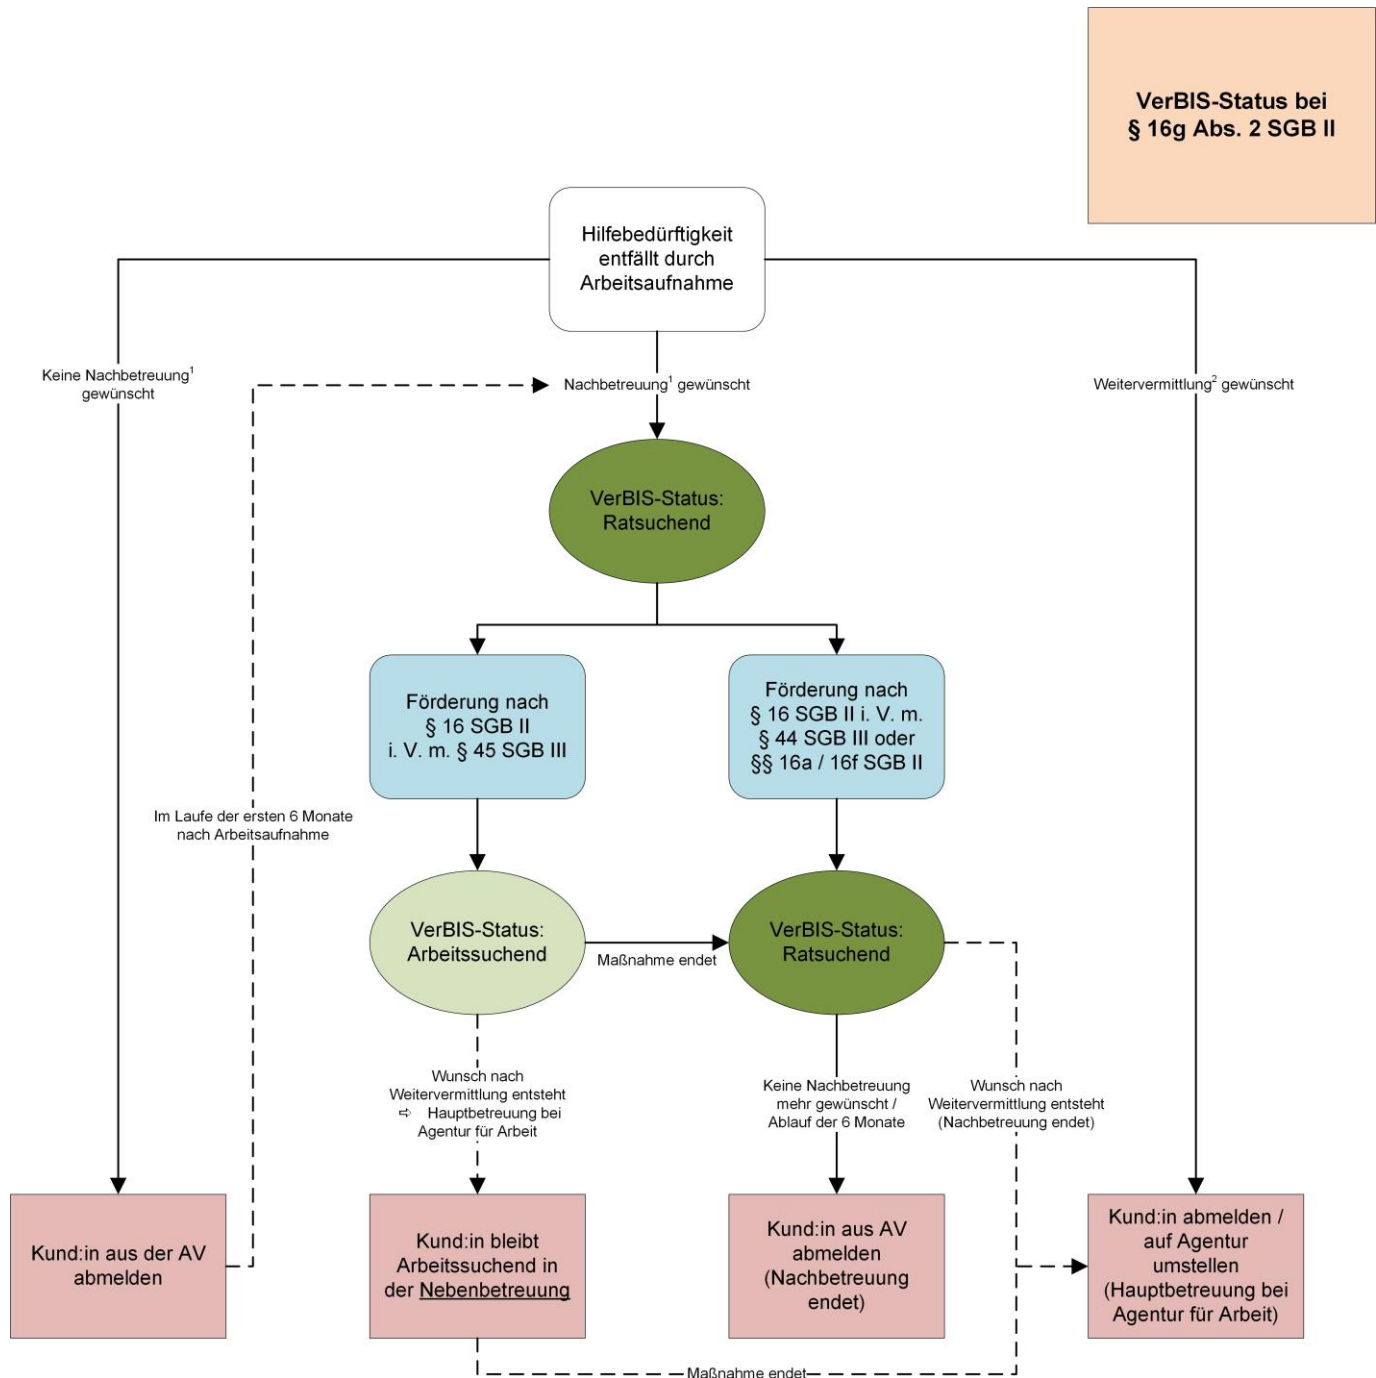 VerBIS-Status bei
§ 16g Abs. 2 SGB II
Hilfebedürftigkeit
entfällt durch
Arbeitsaufnahme
Keine Nachbetreuung¹
gewünscht
Nachbetreuung¹ gewünscht
Weitervermittlung² gewünscht
VerBIS-Status:
Ratsuchend
Förderung nach
§ 16 SGB II
i. V. m. § 45 SGB III
Förderung nach
§ 16 SGB II i. V. m.
§ 44 SGB III oder
§§ 16a / 16f SGB II
Im Laufe der ersten 6 Monate
nach Arbeitsaufnahme
VerBIS-Status:
Arbeitssuchend
Maßnahme endet
VerBIS-Status:
Ratsuchend
Wunsch nach
Weitervermittlung entsteht
⇨ Hauptbetreuung bei
Agentur für Arbeit
Keine Nachbetreuung
mehr gewünscht /
Ablauf der 6 Monate
Wunsch nach
Weitervermittlung entsteht
(Nachbetreuung endet)
Kund:in aus der AV
abmelden
Kund:in bleibt
Arbeitssuchend in
der Nebenbetreuung
Kund:in aus AV
abmelden
(Nachbetreuung
endet)
Kund:in abmelden /
auf Agentur
umstellen
(Hauptbetreuung bei
Agentur für Arbeit)
Maßnahme endet